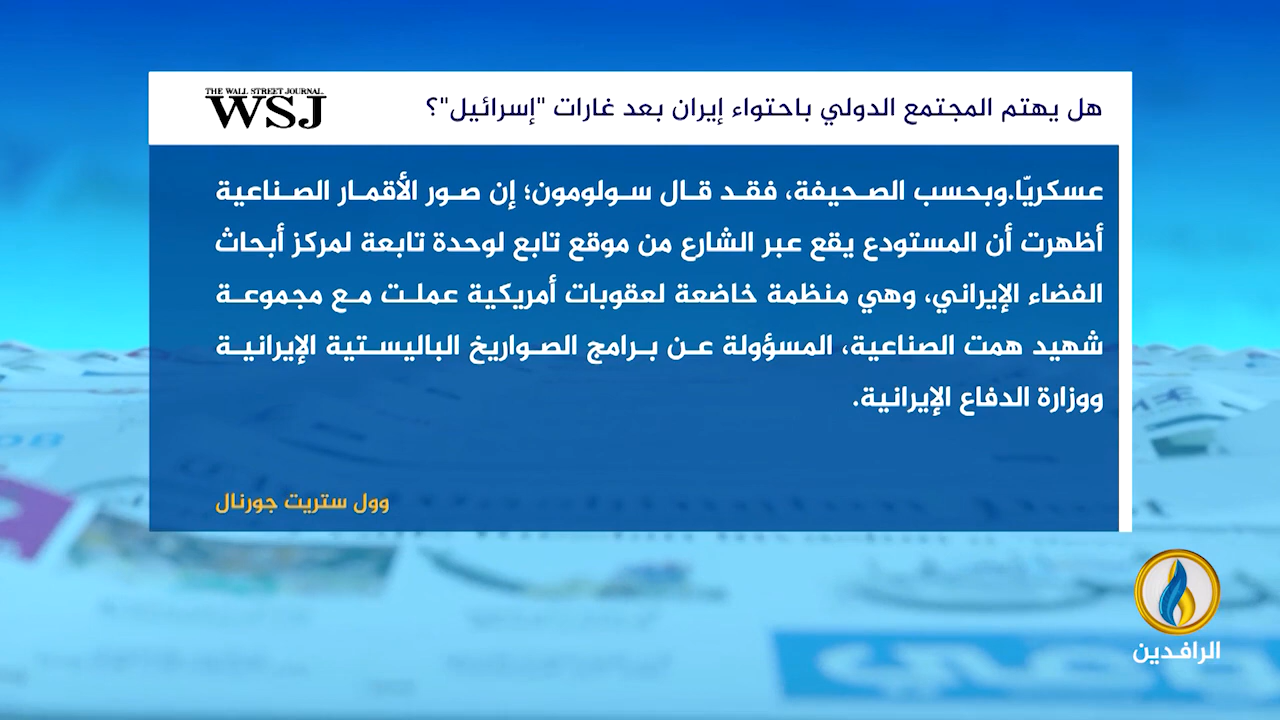 هل يهتم المجتمع الدولي باحتواء إيران بعد غارات "إسرائيل"؟
THE WALL STREET JOURNAL
WSJ
عسكريّا.وبحسب الصحيفة، فقد قال سولومون؛ إن صور الأقمار الصناعية
أظهرت أن المستودع يقع عبر الشارع من موقع تابع لوحدة تابعة لمركز أبحاث
الفضاء الإيراني، وهي منظمة خاضعة لعقوبات أمريكية عملت مع مجموعة
شهيد همت الصناعية، المسؤولة عن برامج الصواريخ الباليستية الإيرانية
ووزارة الدفاع الإيرانية.
وول ستريت جورنال
الرافدين